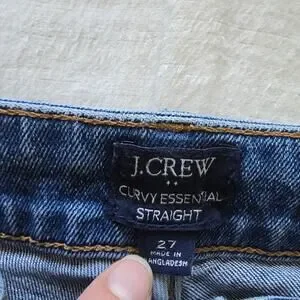 J.CREW
CURVY ESSENTIAL
STRAIGHT
27
MADE IN
BANGLADESH